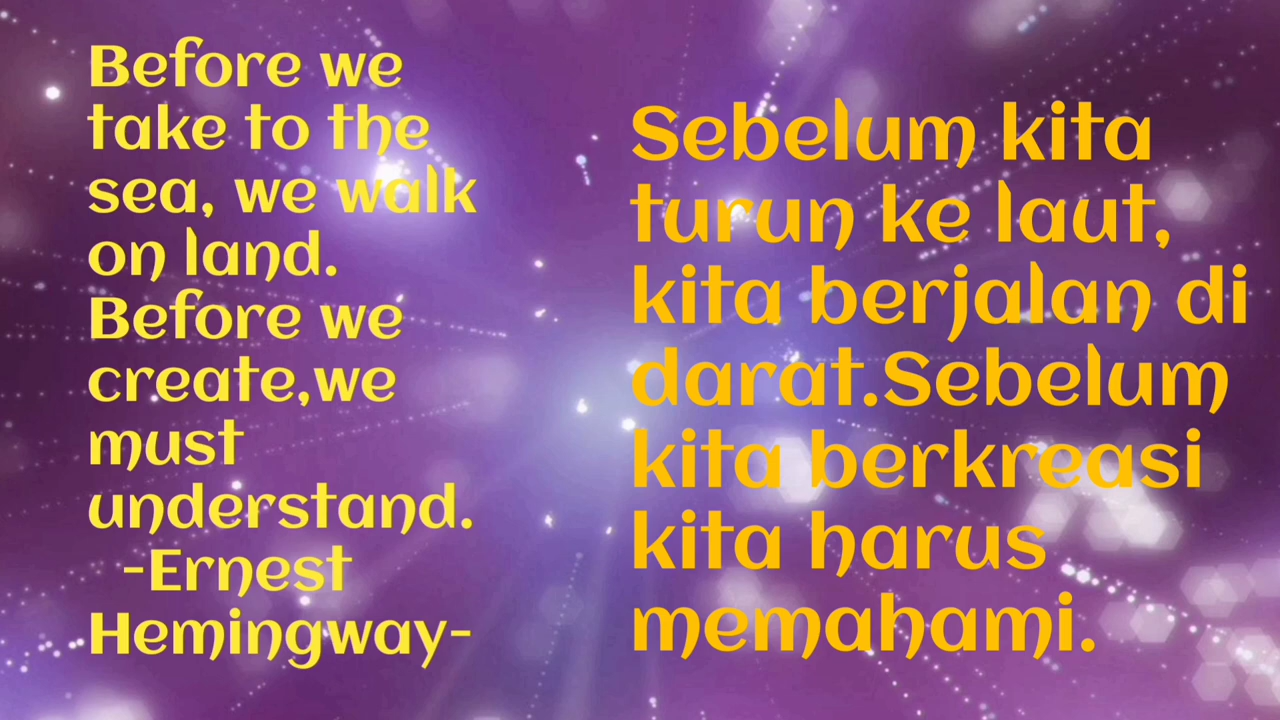 Before we
take to the
sea, we walk
on land.
Before we
create,we
must
understand.
-Ernest
Hemingway-
Sebelum kita
turun ke laut,
kita berjalan di
darat.Sebelum
kita berkreasi
kita harus
memahami.